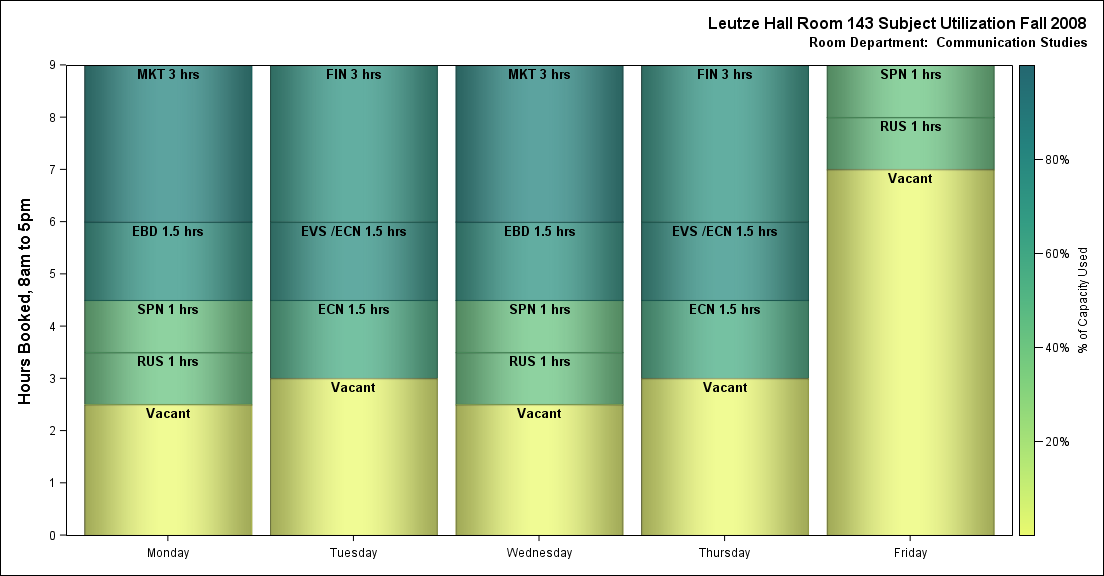 Leutze Hall Room 143 Subject Utilization Fall 2008
Room Department:  Communication Studies
Hours Booked, 8am to 5pm
9
8
7
6
5
4
3
2
1
0
MKT 3 hrs
EBD 1.5 hrs
SPN 1 hrs
RUS 1 hrs
Vacant
FIN 3 hrs
EVS /ECN 1.5 hrs
ECN 1.5 hrs
Vacant
MKT 3 hrs
EBD 1.5 hrs
SPN 1 hrs
RUS 1 hrs
Vacant
FIN 3 hrs
EVS /ECN 1.5 hrs
ECN 1.5 hrs
Vacant
SPN 1 hrs
RUS 1 hrs
Vacant
Monday
Tuesday
Wednesday
Thursday
Friday
80%
60%
40%
20%
% of Capacity Used